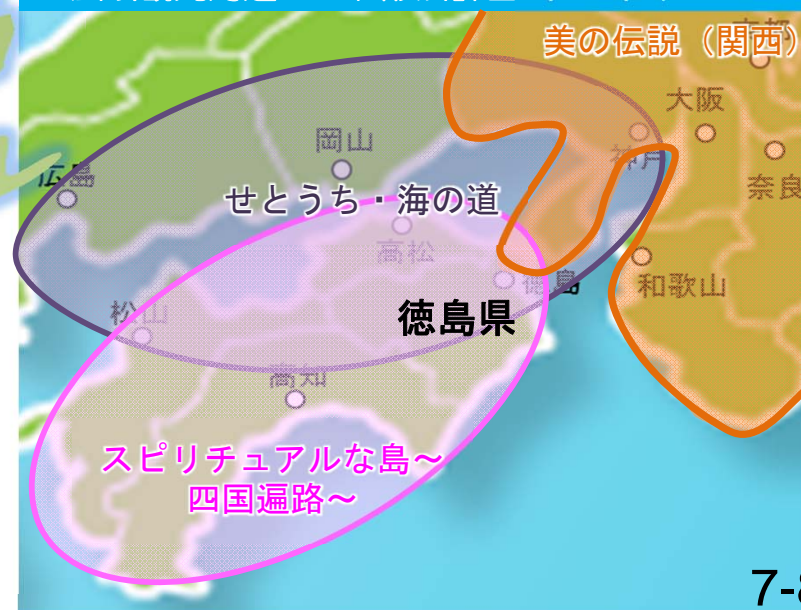 美の伝説（関西）
大阪
岡山
神戸
広島
奈良
せとうち・海の道
高松
徳島
和歌山
松山
徳島県
高知
スピリチュアルな島～
四国遍路～
7-8